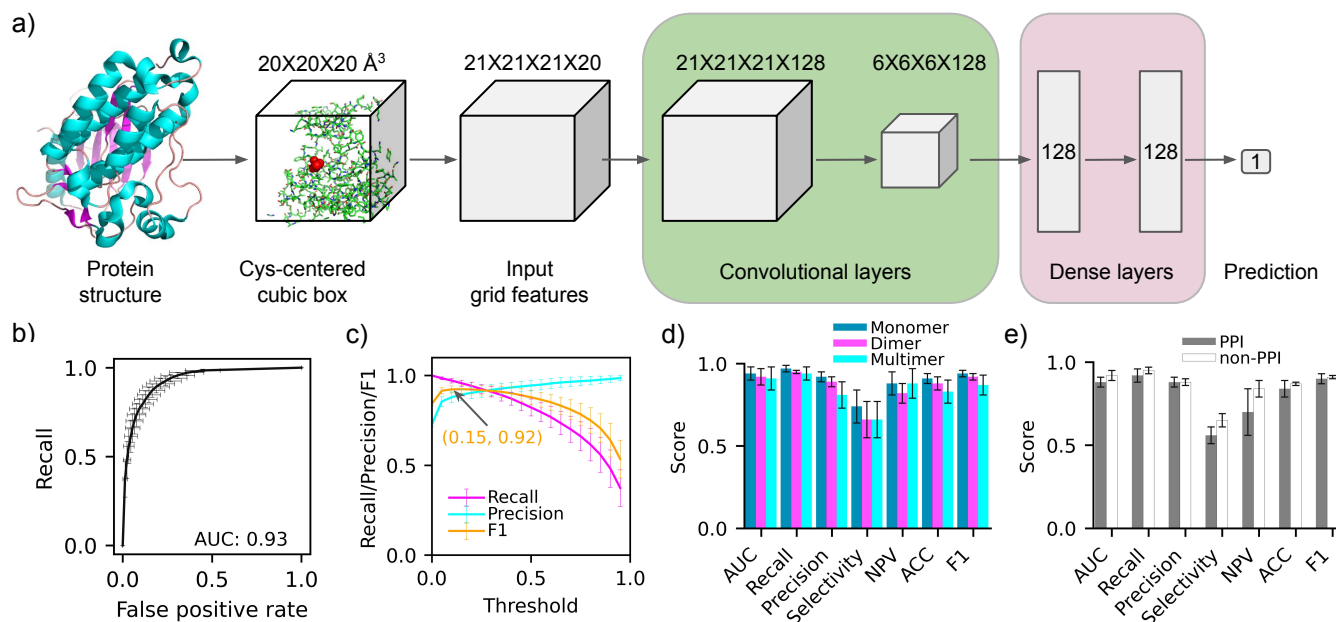 a)
20X20X20 Å³
21X21X21X20
21X21X21X128
6X6X6X128
128
128
1
Protein
structure
Cys-centered
cubic box
Input
grid features
Convolutional layers
Dense layers
Prediction
b)
1.0
0.5
0.0
Recall
AUC: 0.93
0.0
0.5
1.0
False positive rate
c)
1.0
0.5
0.0
Recall/Precision/F1
(0.15, 0.92)
Recall
Precision
F1
0.0
0.5
1.0
Threshold
d)
Monomer
Dimer
Multimer
1.0
0.5
0.0
Score
AUC
Recall
Precision
Selectivity
NPV
ACC
F1
e)
PPI
non-PPI
1.0
0.5
0.0
Score
AUC
Recall
Precision
Selectivity
NPV
ACC
F1